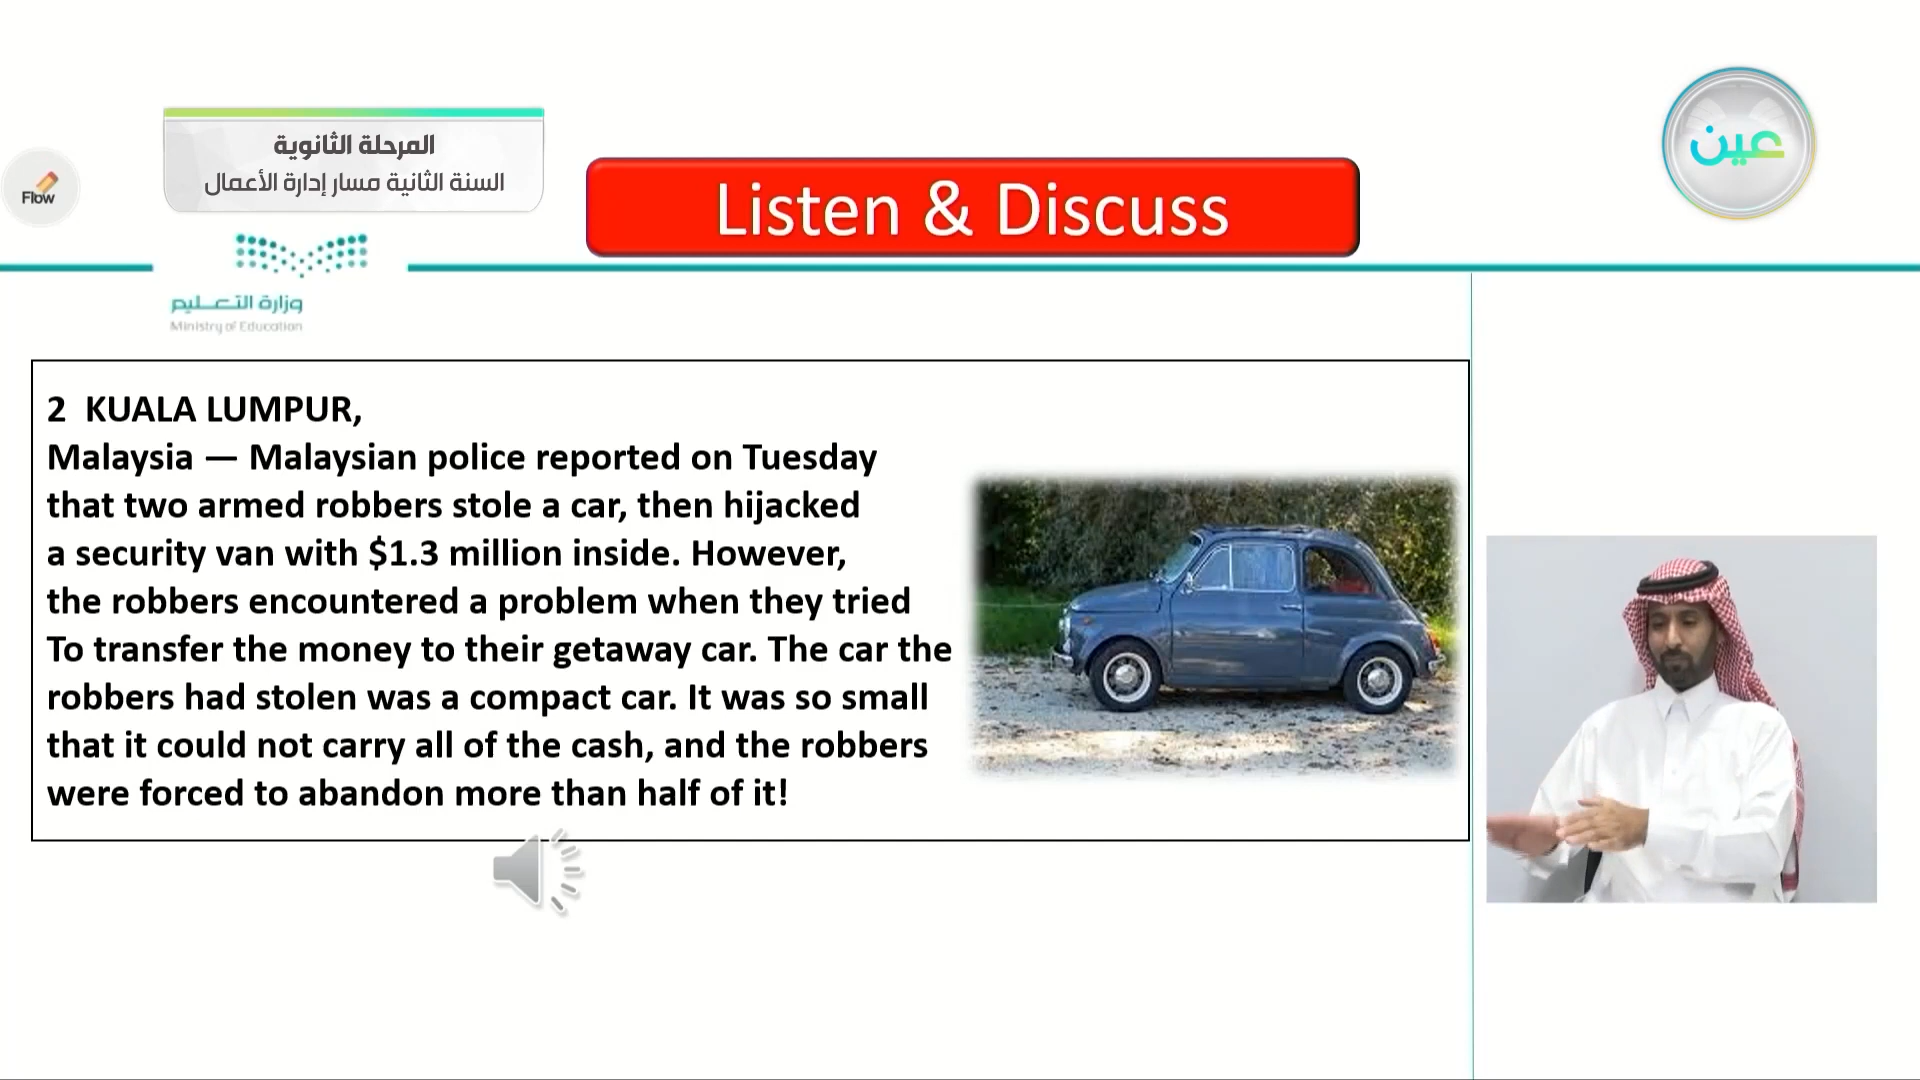 المرحلة الثانوية
السنة الثانية مسار إدارة الأعمال
عين
Flow
Listen & Discuss
وزارة التعليم
Ministry of Education
2 KUALA LUMPUR,
Malaysia — Malaysian police reported on Tuesday
that two armed robbers stole a car, then hijacked
a security van with $1.3 million inside. However,
the robbers encountered a problem when they tried
To transfer the money to their getaway car. The car the
robbers had stolen was a compact car. It was so small
that it could not carry all of the cash, and the robbers
were forced to abandon more than half of it!